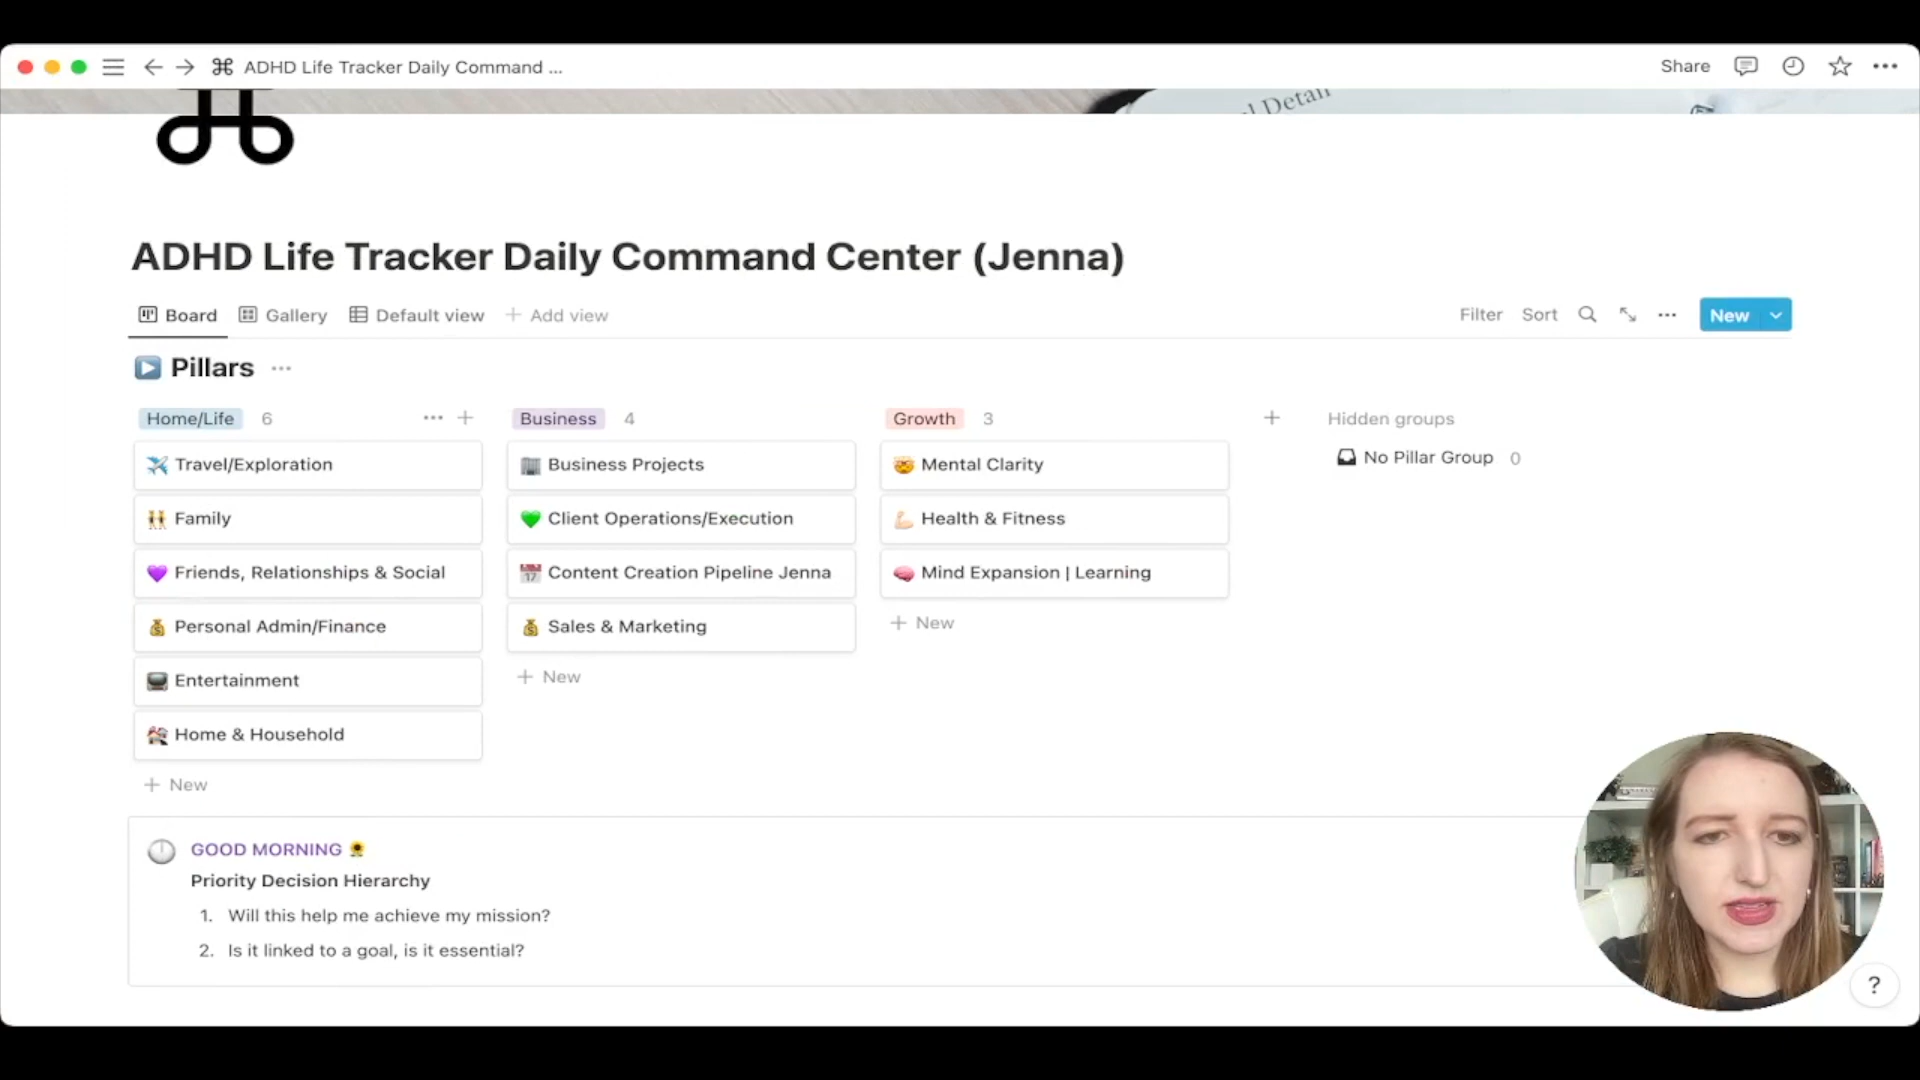 ADHD Life Tracker Daily Command ...
Share
l Detail
ADHD Life Tracker Daily Command Center (Jenna)
Board
Gallery
Default view
+ Add view
Filter
Sort
New
Pillars
Home/Life 6
Travel/Exploration
Family
Friends, Relationships & Social
Personal Admin/Finance
Entertainment
Home & Household
+ New
Business 4
Business Projects
Client Operations/Execution
Content Creation Pipeline Jenna
Sales & Marketing
+ New
Growth 3
Mental Clarity
Health & Fitness
Mind Expansion | Learning
+ New
Hidden groups
No Pillar Group 0
GOOD MORNING
Priority Decision Hierarchy
1. Will this help me achieve my mission?
2. Is it linked to a goal, is it essential?
?